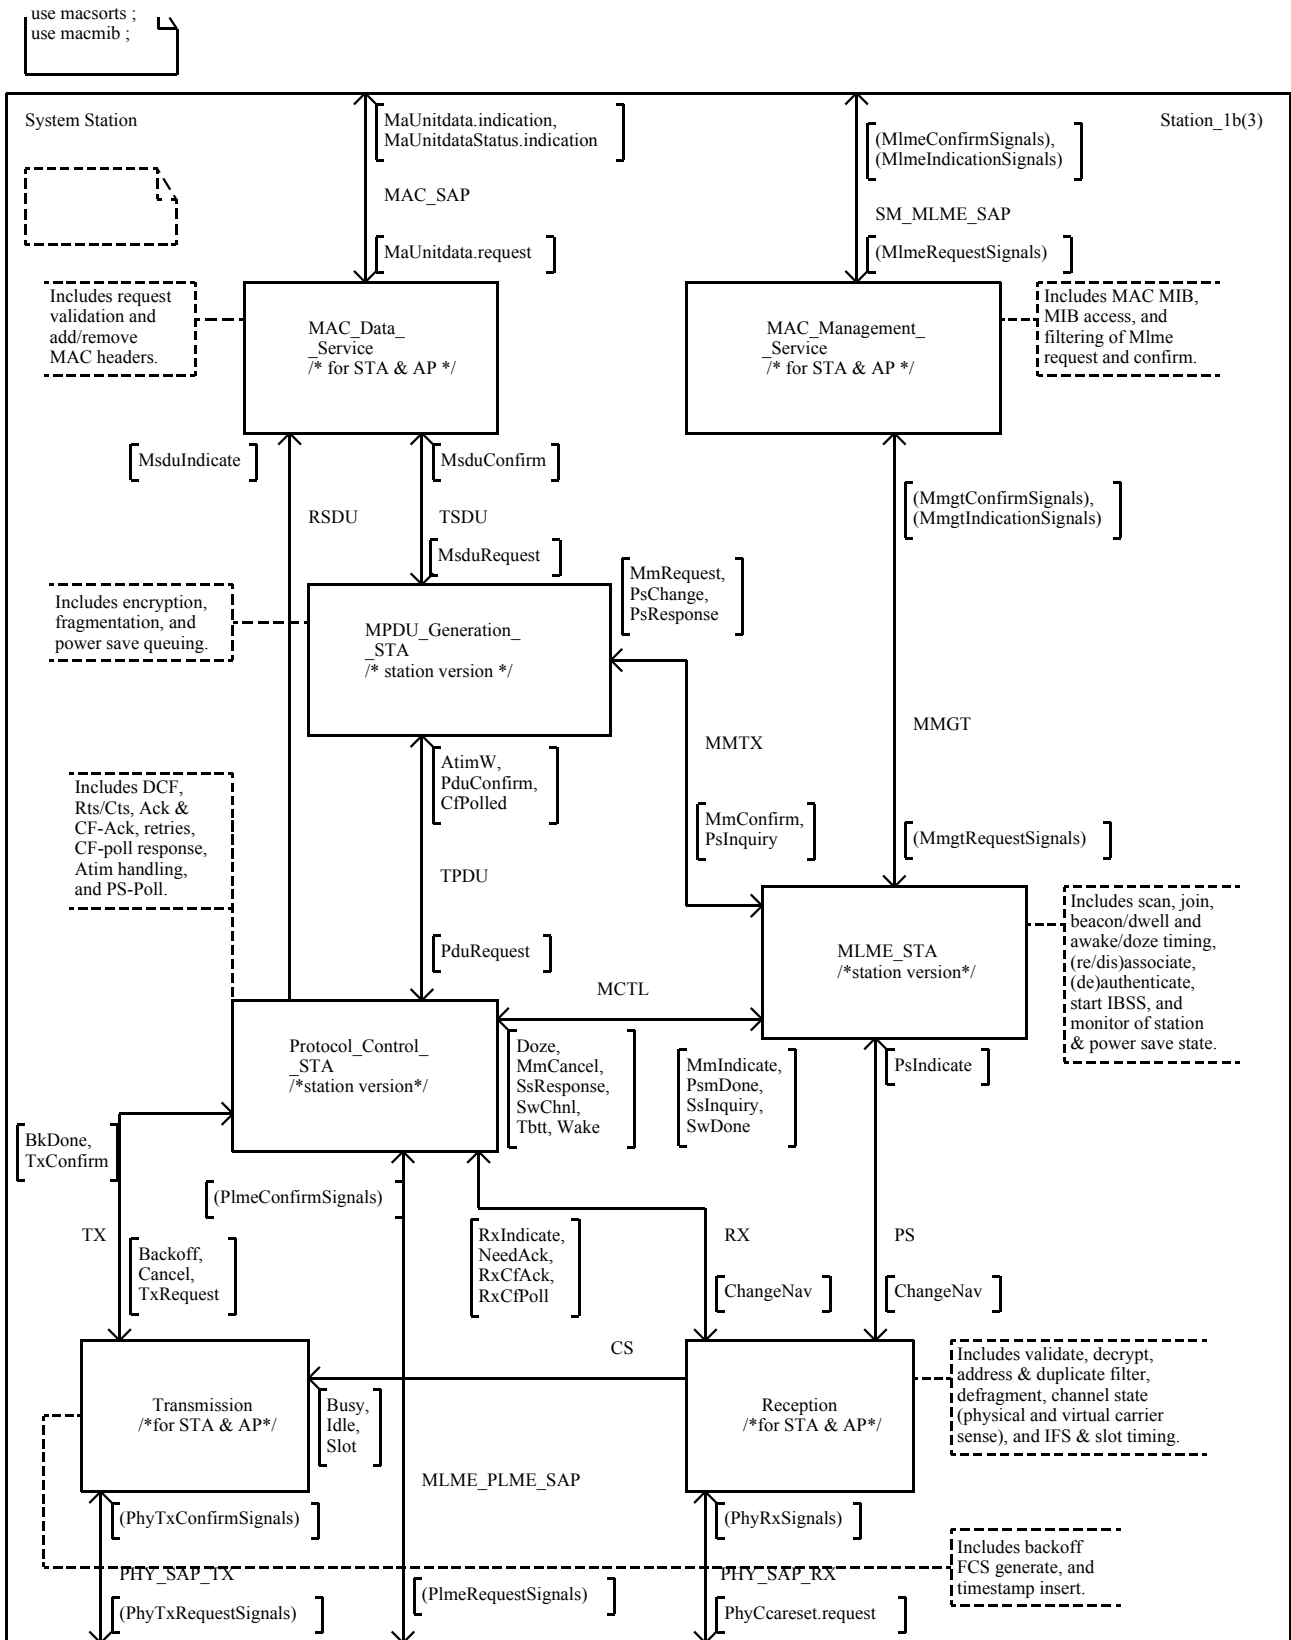 use macsorts ;
use macmib ;
System Station
Station_1b(3)
MaUnitdata.indication,
MaUnitdataStatus.indication
(MlmeConfirmSignals),
(MlmeIndicationSignals)
MAC_SAP
SM_MLME_SAP
MaUnitdata.request
(MlmeRequestSignals)
Includes request
validation and
add/remove
MAC headers.
MAC_Data_
_Service
/* for STA & AP */
MAC_Management_
_Service
/* for STA & AP */
Includes MAC MIB,
MIB access, and
filtering of Mlme
request and confirm.
MsduIndicate
MsduConfirm
(MmgtConfirmSignals),
(MmgtIndicationSignals)
RSDU
TSDU
MsduRequest
MmRequest,
PsChange,
PsResponse
Includes encryption,
fragmentation, and
power save queuing.
MPDU_Generation_
_STA
/* station version */
MMTX
MMGT
AtimW,
PduConfirm,
CfPolled
Includes DCF,
Rts/Cts, Ack &
CF-Ack, retries,
CF-poll response,
Atim handling,
and PS-Poll.
MmConfirm,
PsInquiry
(MmgtRequestSignals)
TPDU
PduRequest
MLME_STA
/*station version*/
Includes scan, join,
beacon/dwell and
awake/doze timing,
(re/dis)associate,
(de)authenticate,
start IBSS, and
monitor of station
& power save state.
MCTL
Protocol_Control_
_STA
/*station version*/
Doze,
MmCancel,
SsResponse,
SwChnl,
Tbtt, Wake
MmIndicate,
PsmDone,
SsInquiry,
SwDone
PsIndicate
BkDone,
TxConfirm
(PlmeConfirmSignals)
TX
Backoff,
Cancel,
TxRequest
RxIndicate,
NeedAck,
RxCfAck,
RxCfPoll
RX
PS
ChangeNav
ChangeNav
CS
Transmission
/*for STA & AP*/
Busy,
Idle,
Slot
Reception
/*for STA & AP*/
Includes validate, decrypt,
address & duplicate filter,
defragment, channel state
(physical and virtual carrier
sense), and IFS & slot timing.
MLME_PLME_SAP
(PhyTxConfirmSignals)
(PhyRxSignals)
Includes backoff
FCS generate, and
timestamp insert.
PHY_SAP_TX
PHY_SAP_RX
(PhyTxRequestSignals)
(PlmeRequestSignals)
PhyCcareset.request